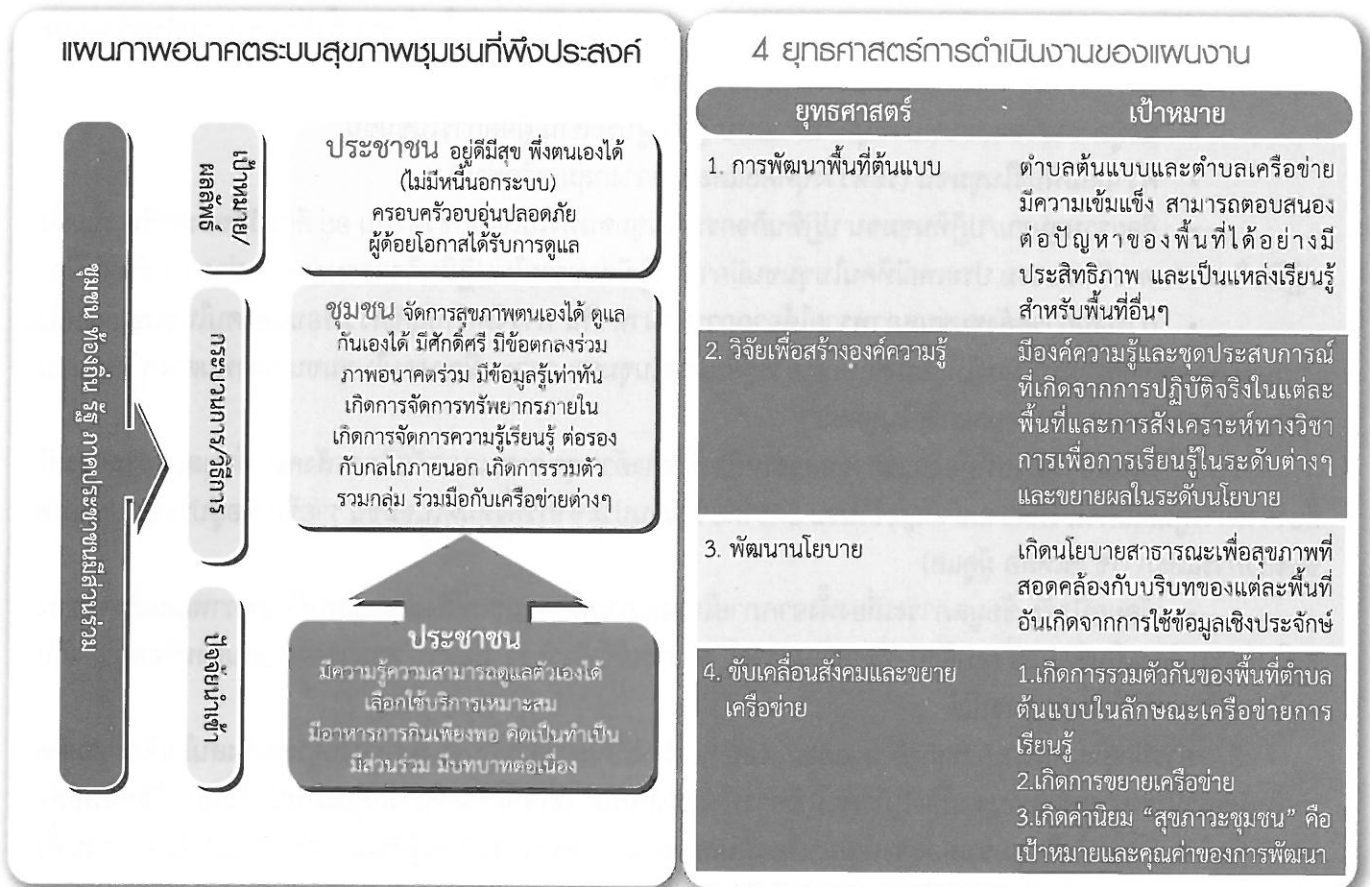 แผนภาพอนาคตระบบสุขภาพชุมชนที่พึงประสงค์
ชุมชน ท้องถิ่น รัฐ ภาคประชาชนมีส่วนร่วม
เป้าหมาย/
ผลลัพธ์
ประชาชน อยู่ดีมีสุข พึ่งตนเองได้
(ไม่มีหนี้นอกระบบ)
ครอบครัวอบอุ่นปลอดภัย
ผู้ด้อยโอกาสได้รับการดูแล
กระบวนการ/วิธีการ
ชุมชน จัดการสุขภาพตนเองได้ ดูแล
กันเองได้ มีศักดิ์ศรี มีข้อตกลงร่วม
ภาพอนาคตร่วม มีข้อมูลรู้เท่าทัน
เกิดการจัดการทรัพยากรภายใน
เกิดการจัดการความรู้เรียนรู้ ต่อรอง
กับกลไกภายนอก เกิดการรวมตัว
รวมกลุ่ม ร่วมมือกับเครือข่ายต่างๆ
ปัจจัยนำเข้า
ประชาชน
มีความรู้ความสามารถดูแลตัวเองได้
เลือกใช้บริการเหมาะสม
มีอาหารการกินเพียงพอ คิดเป็นทำเป็น
มีส่วนร่วม มีบทบาทต่อเนื่อง
4 ยุทธศาสตร์การดำเนินงานของแผนงาน
ยุทธศาสตร์ เป้าหมาย
1. การพัฒนาพื้นที่ต้นแบบ ตำบลต้นแบบและตำบลเครือข่าย
มีความเข้มแข็ง สามารถตอบสนอง
ต่อปัญหาของพื้นที่ได้อย่างมี
ประสิทธิภาพ และเป็นแหล่งเรียนรู้
สำหรับพื้นที่อื่นๆ
2. วิจัยเพื่อสร้างองค์ความรู้ มีองค์ความรู้และชุดประสบการณ์
ที่เกิดจากการปฏิบัติจริงในแต่ละ
พื้นที่และการสังเคราะห์ทางวิชา
การเพื่อการเรียนรู้ในระดับต่างๆ
และขยายผลในระดับนโยบาย
3. พัฒนานโยบาย เกิดนโยบายสาธารณะเพื่อสุขภาพที่
สอดคล้องกับบริบทของแต่ละพื้นที่
อันเกิดจากการใช้ข้อมูลเชิงประจักษ์
4. ขับเคลื่อนสังคมและขยาย 1.เกิดการรวมตัวกันของพื้นที่ตำบล
เครือข่าย ต้นแบบในลักษณะเครือข่ายการ
เรียนรู้
2.เกิดการขยายเครือข่าย
3.เกิดค่านิยม “สุขภาวะชุมชน” คือ
เป้าหมายและคุณค่าของการพัฒนา